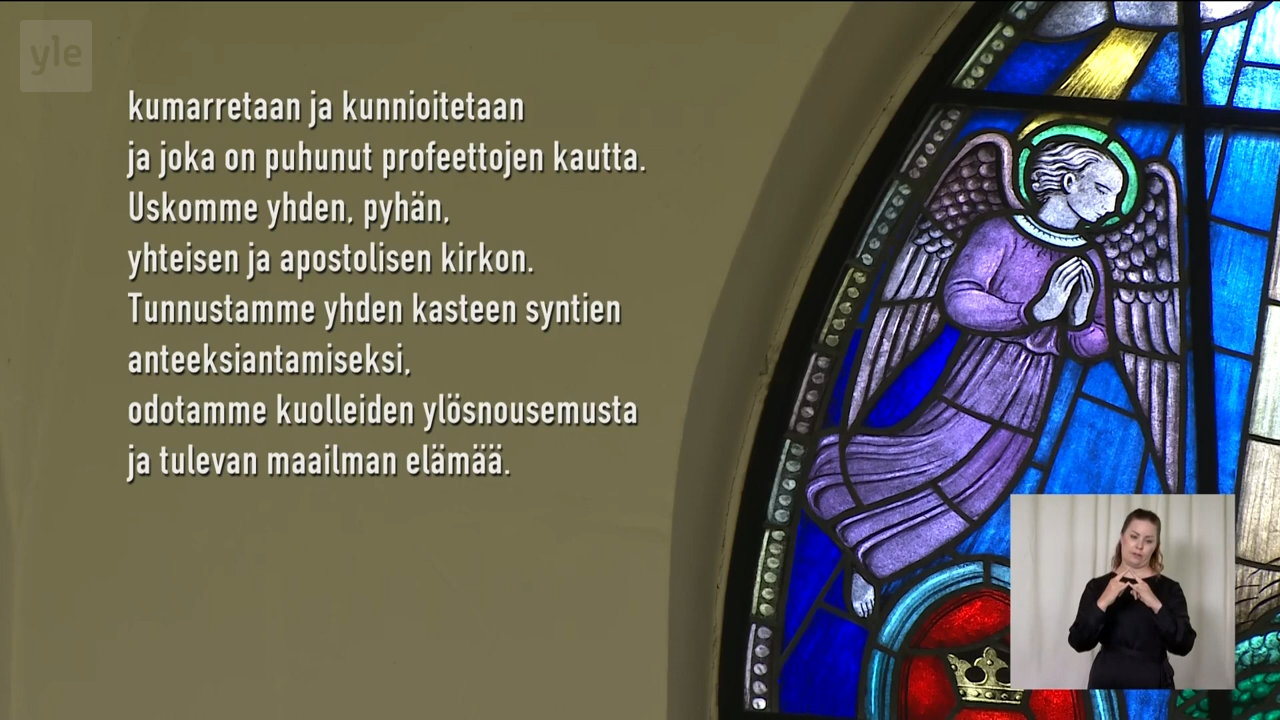 yle
kumarretaan ja kunnioitetaan
ja joka on puhunut profeettojen kautta.
Uskomme yhden, pyhän,
yhteisen ja apostolisen kirkon.
Tunnustamme yhden kasteen syntien
anteeksiantamiseksi,
odotamme kuolleiden ylösnousemusta
ja tulevan maailman elämää.